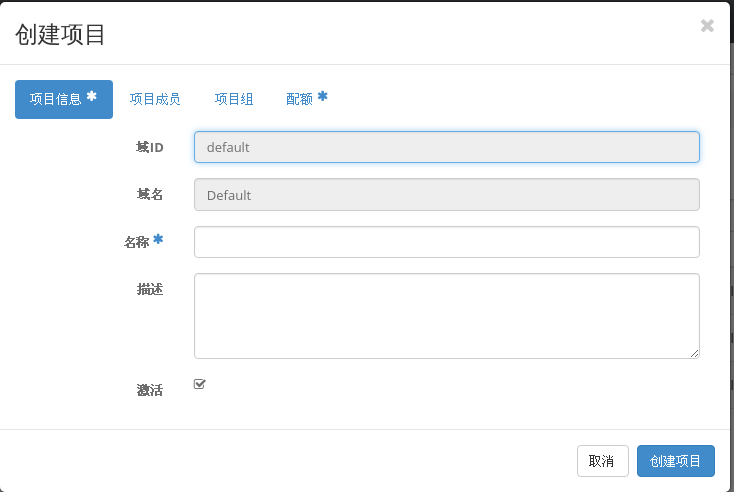 创建项目
项目信息 * 项目成员 项目组 配额 *
域ID default
域名 Default
名称 *
描述
激活
取消 创建项目